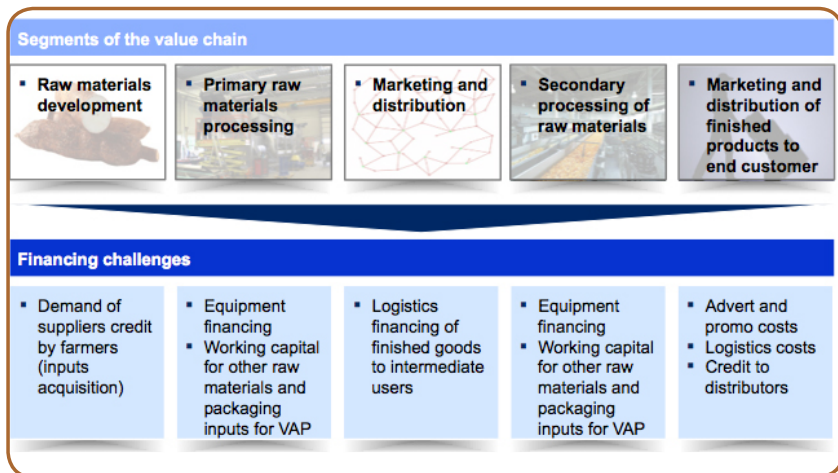 Segments of the value chain
▪ Raw materials
development
▪ Primary raw
materials
processing
▪ Marketing and
distribution
▪ Secondary
processing of
raw materials
▪ Marketing and
distribution of
finished
products to
end customer
Financing challenges
▪ Demand of
suppliers credit
by farmers
(inputs
acquisition)
▪ Equipment
financing
▪ Working capital
for other raw
materials and
packaging
inputs for VAP
▪ Logistics
financing of
finished goods
to intermediate
users
▪ Equipment
financing
▪ Working capital
for other raw
materials and
packaging
inputs for VAP
▪ Advert and
promo costs
▪ Logistics costs
▪ Credit to
distributors